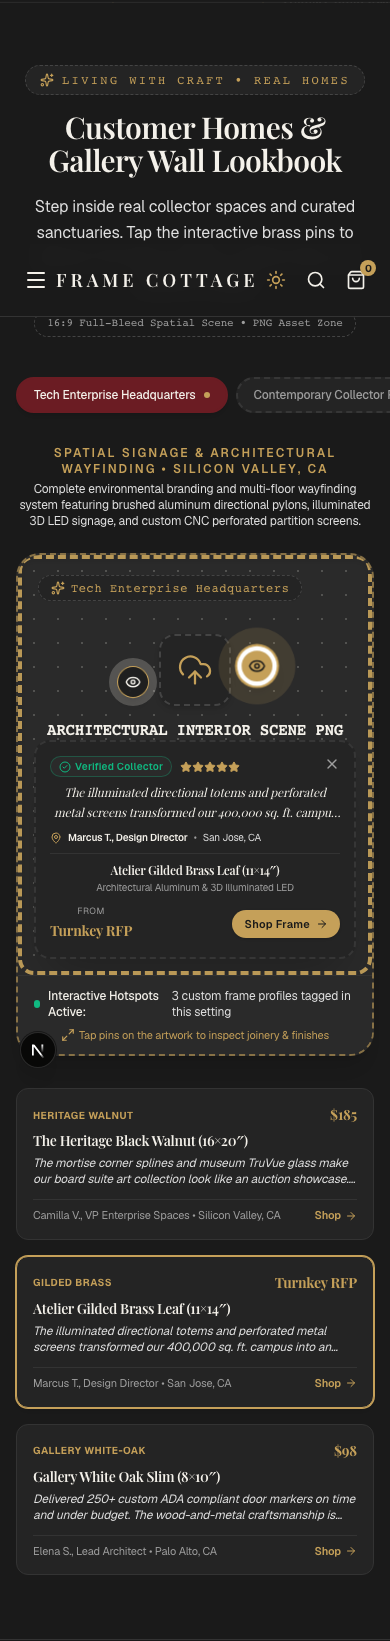 LIVING WITH CRAFT • REAL HOMES
Customer Homes &
Gallery Wall Lookbook
Step inside real collector spaces and curated
sanctuaries. Tap the interactive brass pins to
FRAME COTTAGE
0
16:9 Full-Bleed Spatial Scene • PNG Asset Zone
Tech Enterprise Headquarters
Contemporary Collector
SPATIAL SIGNAGE & ARCHITECTURAL
WAYFINDING • SILICON VALLEY, CA
Complete environmental branding and multi-floor wayfinding
system featuring brushed aluminum directional pylons, illuminated
3D LED signage, and custom CNC perforated partition screens.
Tech Enterprise Headquarters
ARCHITECTURAL INTERIOR SCENE PNG
Verified Collector
The illuminated directional totems and perforated
metal screens transformed our 400,000 sq. ft. campu...
Marcus T., Design Director • San Jose, CA
Atelier Gilded Brass Leaf (11×14″)
Architectural Aluminum & 3D Illuminated LED
FROM
Turnkey RFP
Shop Frame →
Interactive Hotspots
Active:
3 custom frame profiles tagged in
this setting
N
Tap pins on the artwork to inspect joinery & finishes
HERITAGE WALNUT
$185
The Heritage Black Walnut (16×20″)
The mortise corner splines and museum TruVue glass make
our board suite art collection look like an auction showcase....
Camilla V., VP Enterprise Spaces • Silicon Valley, CA
Shop →
GILDED BRASS
Turnkey RFP
Atelier Gilded Brass Leaf (11×14″)
The illuminated directional totems and perforated metal
screens transformed our 400,000 sq. ft. campus into an...
Marcus T., Design Director • San Jose, CA
Shop →
GALLERY WHITE-OAK
$98
Gallery White Oak Slim (8×10″)
Delivered 250+ custom ADA compliant door markers on time
and under budget. The wood-and-metal craftsmanship is...
Elena S., Lead Architect • Palo Alto, CA
Shop →